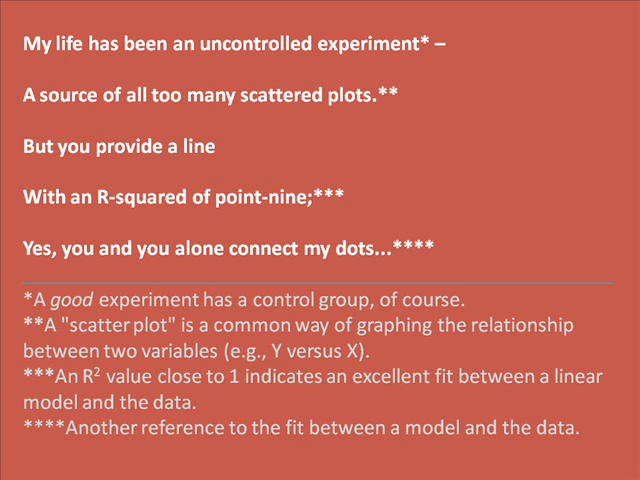 My life has been an uncontrolled experiment* –
A source of all too many scattered plots.**
But you provide a line
With an R-squared of point-nine;***
Yes, you and you alone connect my dots...****
*A good experiment has a control group, of course.
**A "scatter plot" is a common way of graphing the relationship
between two variables (e.g., Y versus X).
***An R² value close to 1 indicates an excellent fit between a linear
model and the data.
****Another reference to the fit between a model and the data.